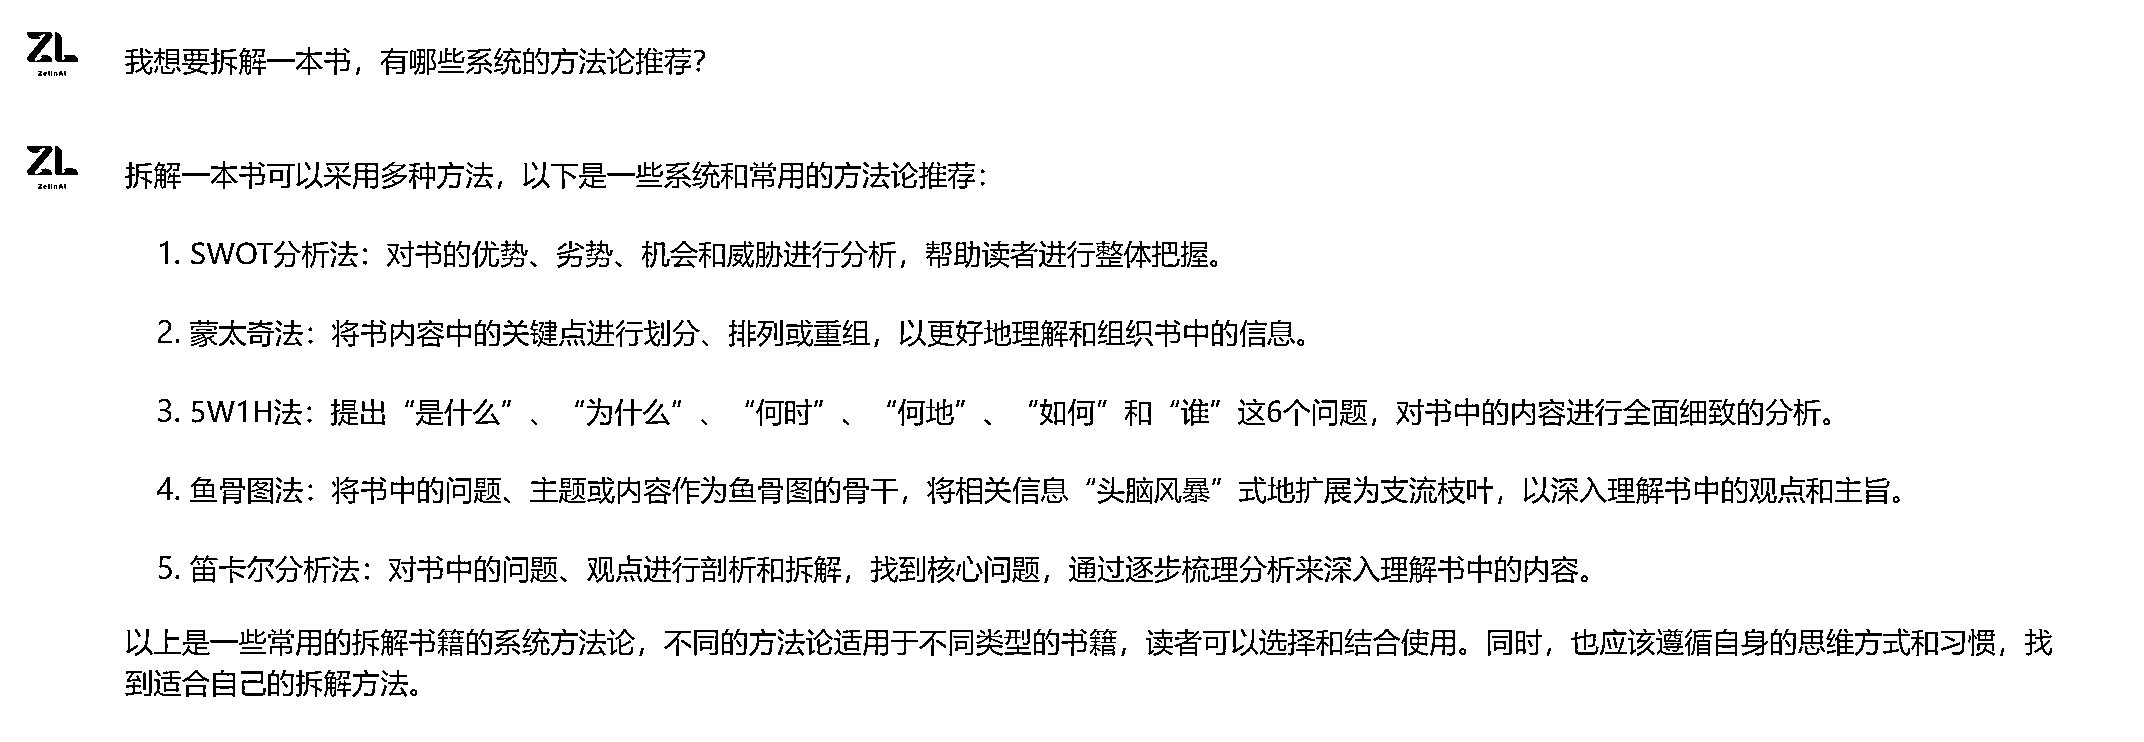 ZL
ZelinAI
我想要拆解一本书，有哪些系统的方法论推荐？
ZL
ZelinAI
拆解一本书可以采用多种方法，以下是一些系统和常用的方法论推荐：
1. SWOT分析法：对书的优势、劣势、机会和威胁进行分析，帮助读者进行整体把握。
2. 蒙太奇法：将书内容中的关键点进行划分、排列或重组，以更好地理解和组织书中的信息。
3. 5W1H法：提出“是什么”、“为什么”、“何时”、“何地”、“如何”和“谁”这6个问题，对书中的内容进行全面细致的分析。
4. 鱼骨图法：将书中的问题、主题或内容作为鱼骨图的骨干，将相关信息“头脑风暴”式地扩展为支流枝叶，以深入理解书中的观点和主旨。
5. 笛卡尔分析法：对书中的问题、观点进行剖析和拆解，找到核心问题，通过逐步梳理分析来深入理解书中的内容。
以上是一些常用的拆解书籍的系统方法论，不同的方法论适用于不同类型的书籍，读者可以选择和结合使用。同时，也应该遵循自身的思维方式和习惯，找
到适合自己的拆解方法。